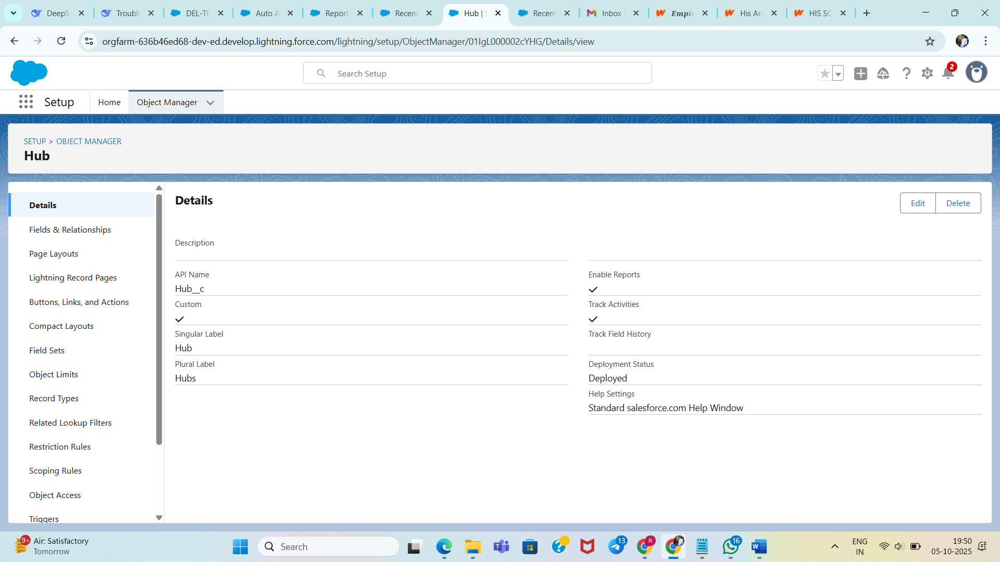 DeepSe
Trouble
DEL-TE
Auto A
Report
Recent
Hub | S
Recent
Inbox
Empir
His Arr
HIS SC
orgfarm-636b46ed68-dev-ed.develop.lightning.force.com/lightning/setup/ObjectManager/01IgL000002cYHG/Details/view
Search Setup
2
Setup
Home
Object Manager
SETUP > OBJECT MANAGER
Hub
Details
Fields & Relationships
Page Layouts
Lightning Record Pages
Buttons, Links, and Actions
Compact Layouts
Field Sets
Object Limits
Record Types
Related Lookup Filters
Restriction Rules
Scoping Rules
Object Access
Triggers
Details
Edit
Delete
Description
API Name
Hub__c
Custom
Singular Label
Hub
Plural Label
Hubs
Enable Reports
Track Activities
Track Field History
Deployment Status
Deployed
Help Settings
Standard salesforce.com Help Window
9+
Air: Satisfactory
Tomorrow
Search
13
R
16
ENG
IN
19:50
05-10-2025